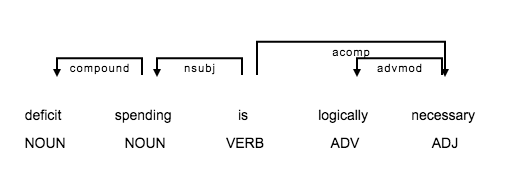 acomp
compound nsubj advmod
deficit spending is logically necessary
NOUN NOUN VERB ADV ADJ